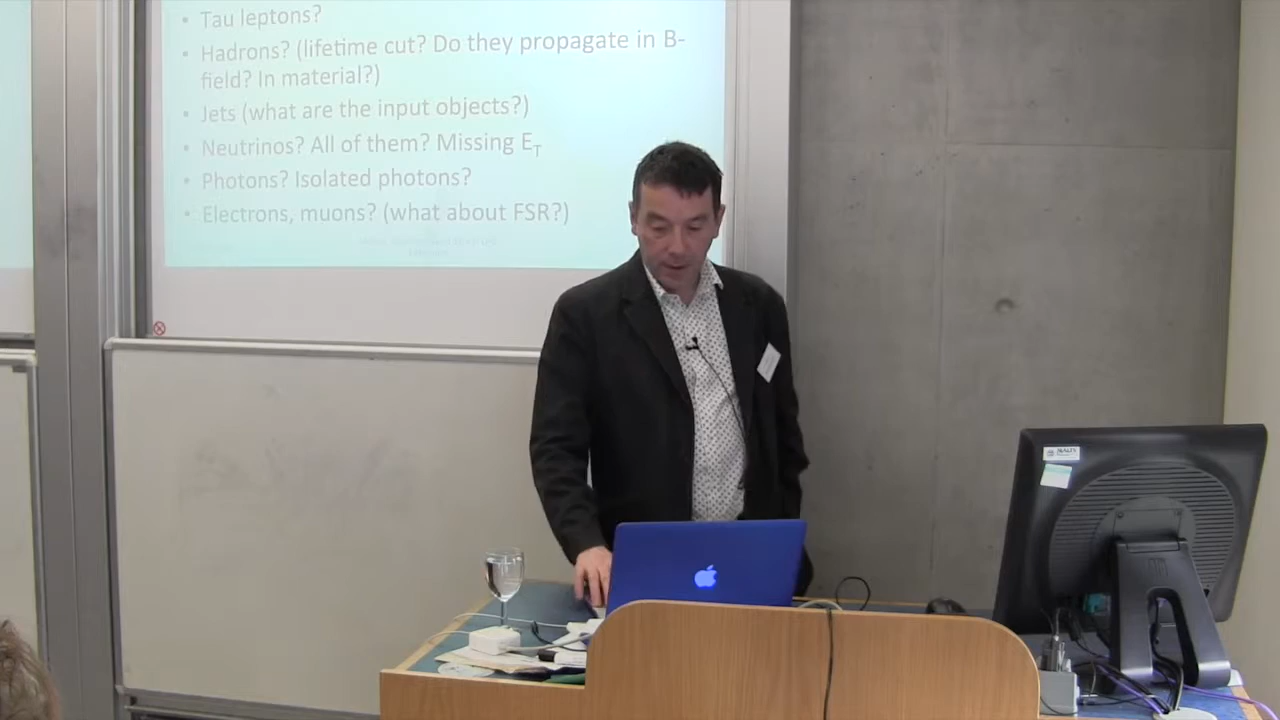 • Tau leptons?
• Hadrons? (lifetime cut? Do they propagate in B-
field? In material?)
• Jets (what are the input objects?)
• Neutrinos? All of them? Missing E_T
• Photons? Isolated photons?
• Electrons, muons? (what about FSR?)